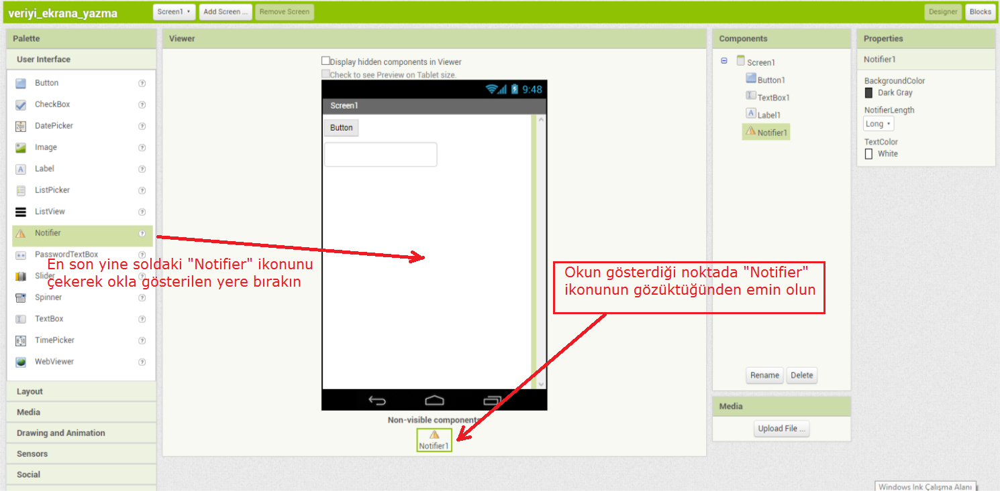 veriyi_ekrana_yazma
Screen1
Add Screen ...
Remove Screen
Designer
Blocks
Palette
User Interface
Button
CheckBox
DatePicker
Image
Label
ListPicker
ListView
Notifier
PasswordTextBox
Slider
Spinner
TextBox
TimePicker
WebViewer
Layout
Media
Drawing and Animation
Sensors
Social
En son yine soldaki "Notifier" ikonunu
çekerek okla gösterilen yere bırakın
Viewer
Display hidden components in Viewer
Check to see Preview on Tablet size.
9:48
Screen1
Button
Non-visible components
Notifier1
Okun gösterdiği noktada "Notifier"
ikonunun gözüktüğünden emin olun
Components
Screen1
Button1
TextBox1
Label1
Notifier1
Rename
Delete
Media
Upload File ...
Properties
Notifier1
BackgroundColor
Dark Gray
NotifierLength
Long
TextColor
White
Windows Ink Çalışma Alanı